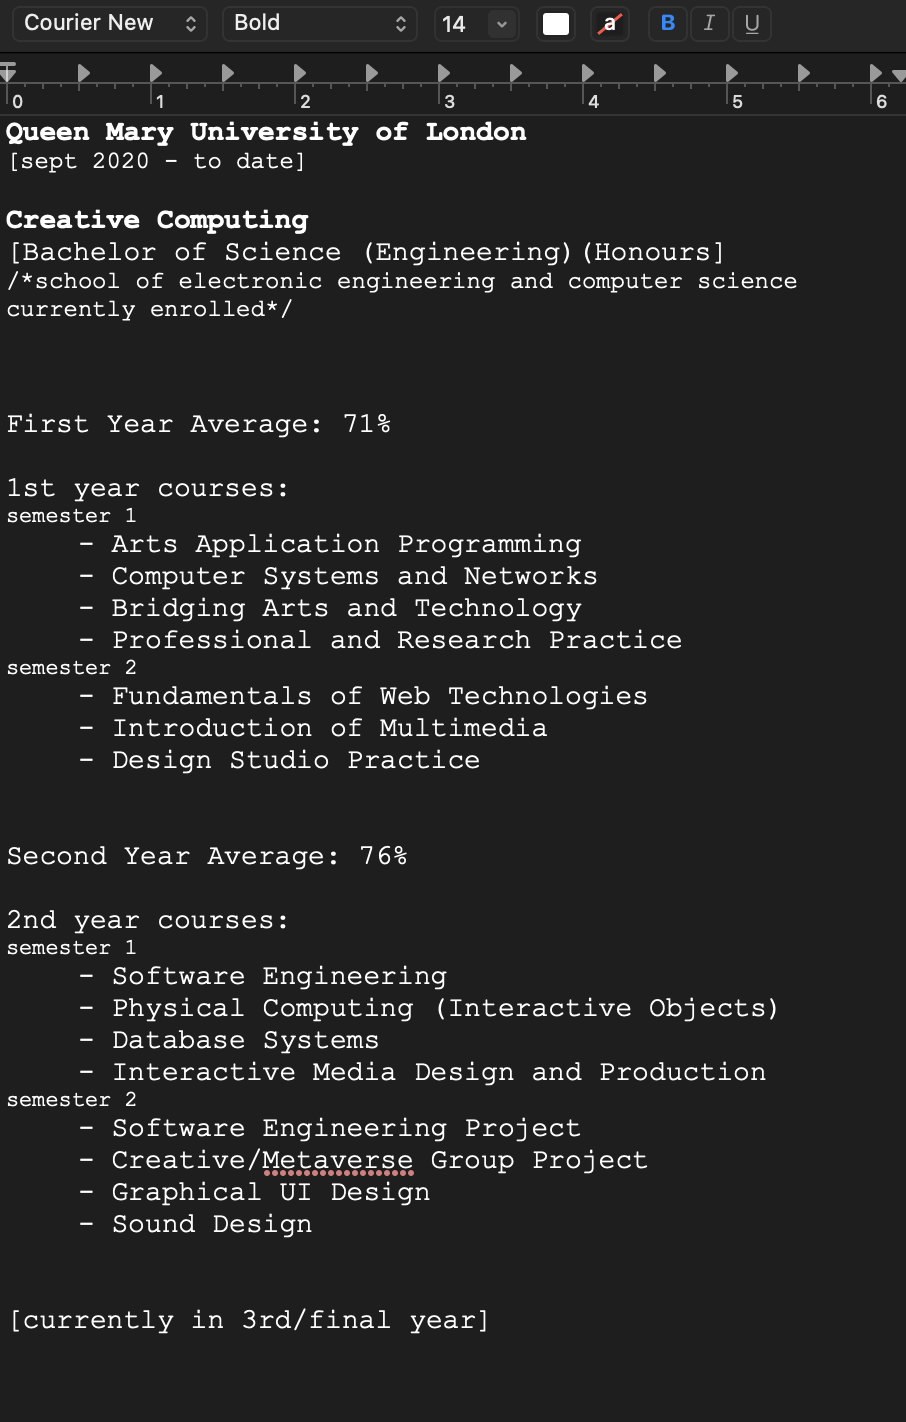 Courier New Bold 14 a B I U
0 1 2 3 4 5 6
Queen Mary University of London
[sept 2020 - to date]
Creative Computing
[Bachelor of Science (Engineering)(Honours]
/*school of electronic engineering and computer science
currently enrolled*/
First Year Average: 71%
1st year courses:
semester 1
- Arts Application Programming
- Computer Systems and Networks
- Bridging Arts and Technology
- Professional and Research Practice
semester 2
- Fundamentals of Web Technologies
- Introduction of Multimedia
- Design Studio Practice
Second Year Average: 76%
2nd year courses:
semester 1
- Software Engineering
- Physical Computing (Interactive Objects)
- Database Systems
- Interactive Media Design and Production
semester 2
- Software Engineering Project
- Creative/Metaverse Group Project
- Graphical UI Design
- Sound Design
[currently in 3rd/final year]